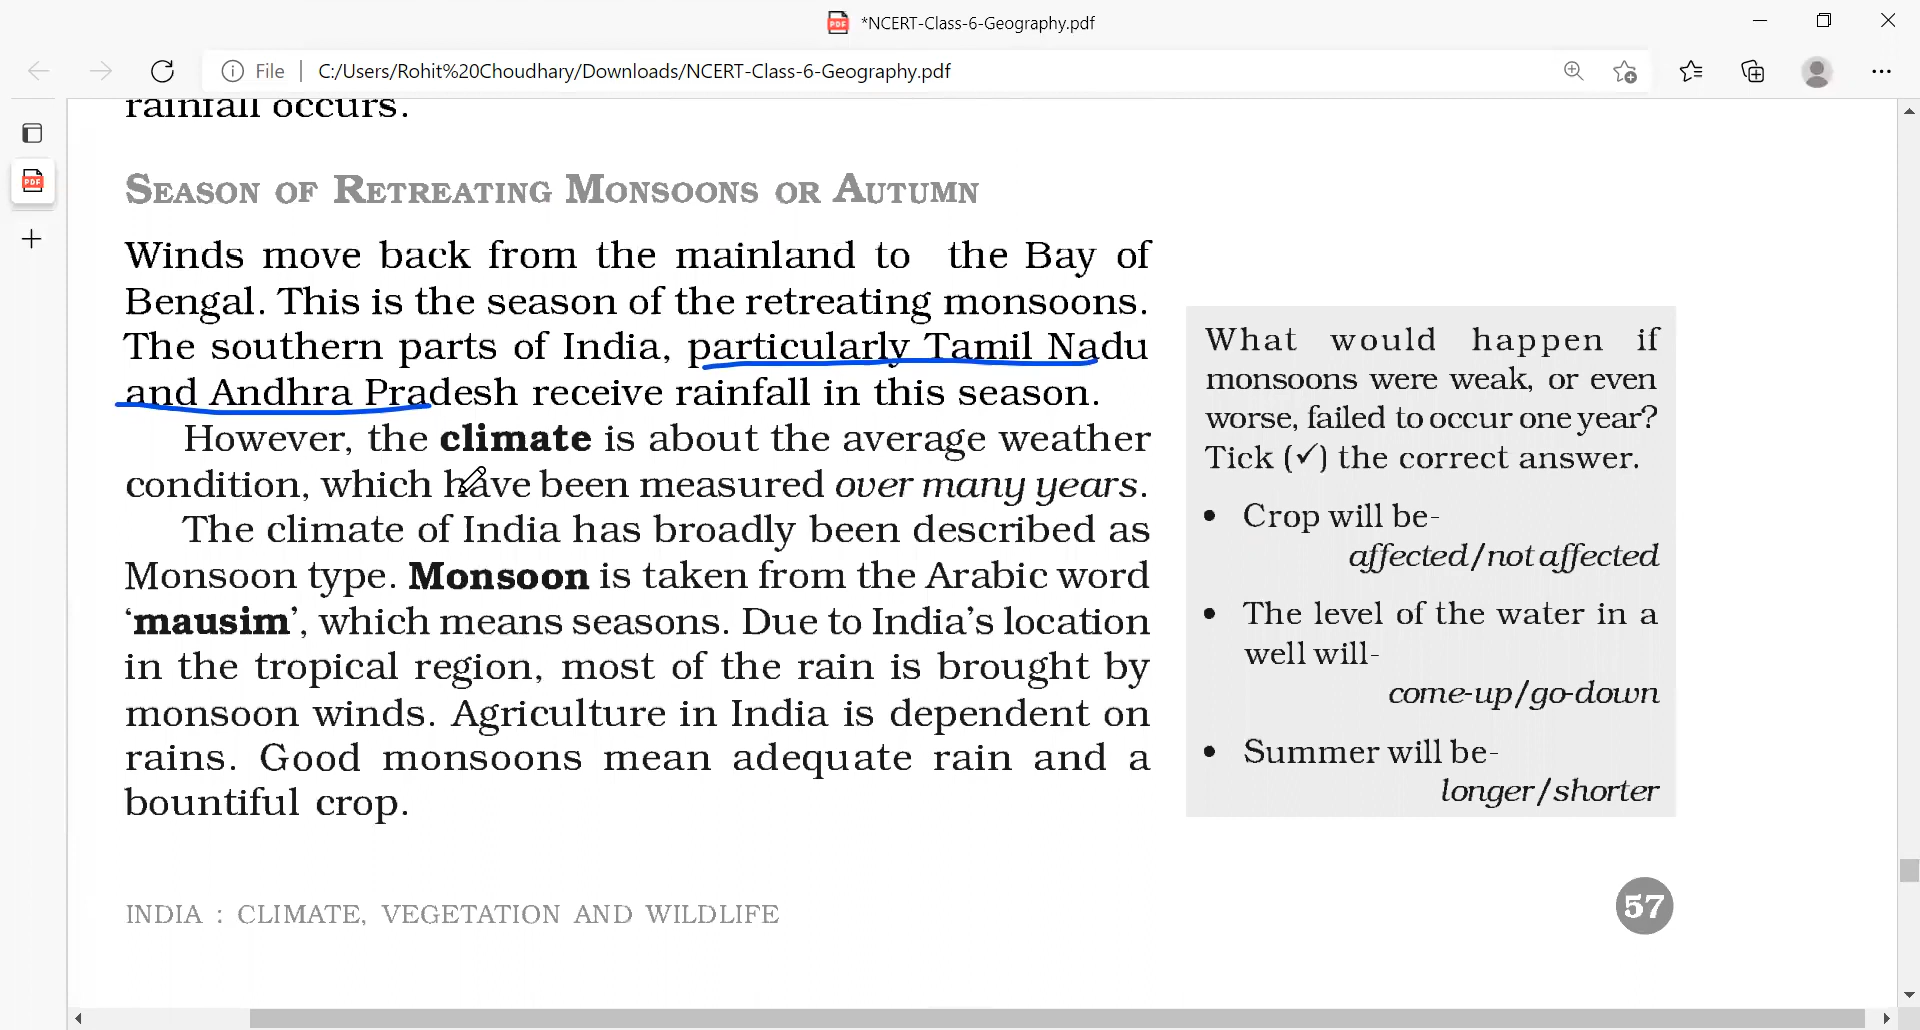 *NCERT-Class-6-Geography.pdf
File | C:/Users/Rohit%20Choudhary/Downloads/NCERT-Class-6-Geography.pdf
rainfall occurs.
SEASON OF RETREATING MONSOONS OR AUTUMN
Winds move back from the mainland to the Bay of
Bengal. This is the season of the retreating monsoons.
The southern parts of India, particularly Tamil Nadu
and Andhra Pradesh receive rainfall in this season.
However, the climate is about the average weather
condition, which have been measured over many years.
The climate of India has broadly been described as
Monsoon type. Monsoon is taken from the Arabic word
‘mausim’, which means seasons. Due to India’s location
in the tropical region, most of the rain is brought by
monsoon winds. Agriculture in India is dependent on
rains. Good monsoons mean adequate rain and a
bountiful crop.
What would happen if
monsoons were weak, or even
worse, failed to occur one year?
Tick (✓) the correct answer.
• Crop will be-
affected/not affected
• The level of the water in a
well will-
come-up/go-down
• Summer will be-
longer/shorter
INDIA : CLIMATE, VEGETATION AND WILDLIFE
57